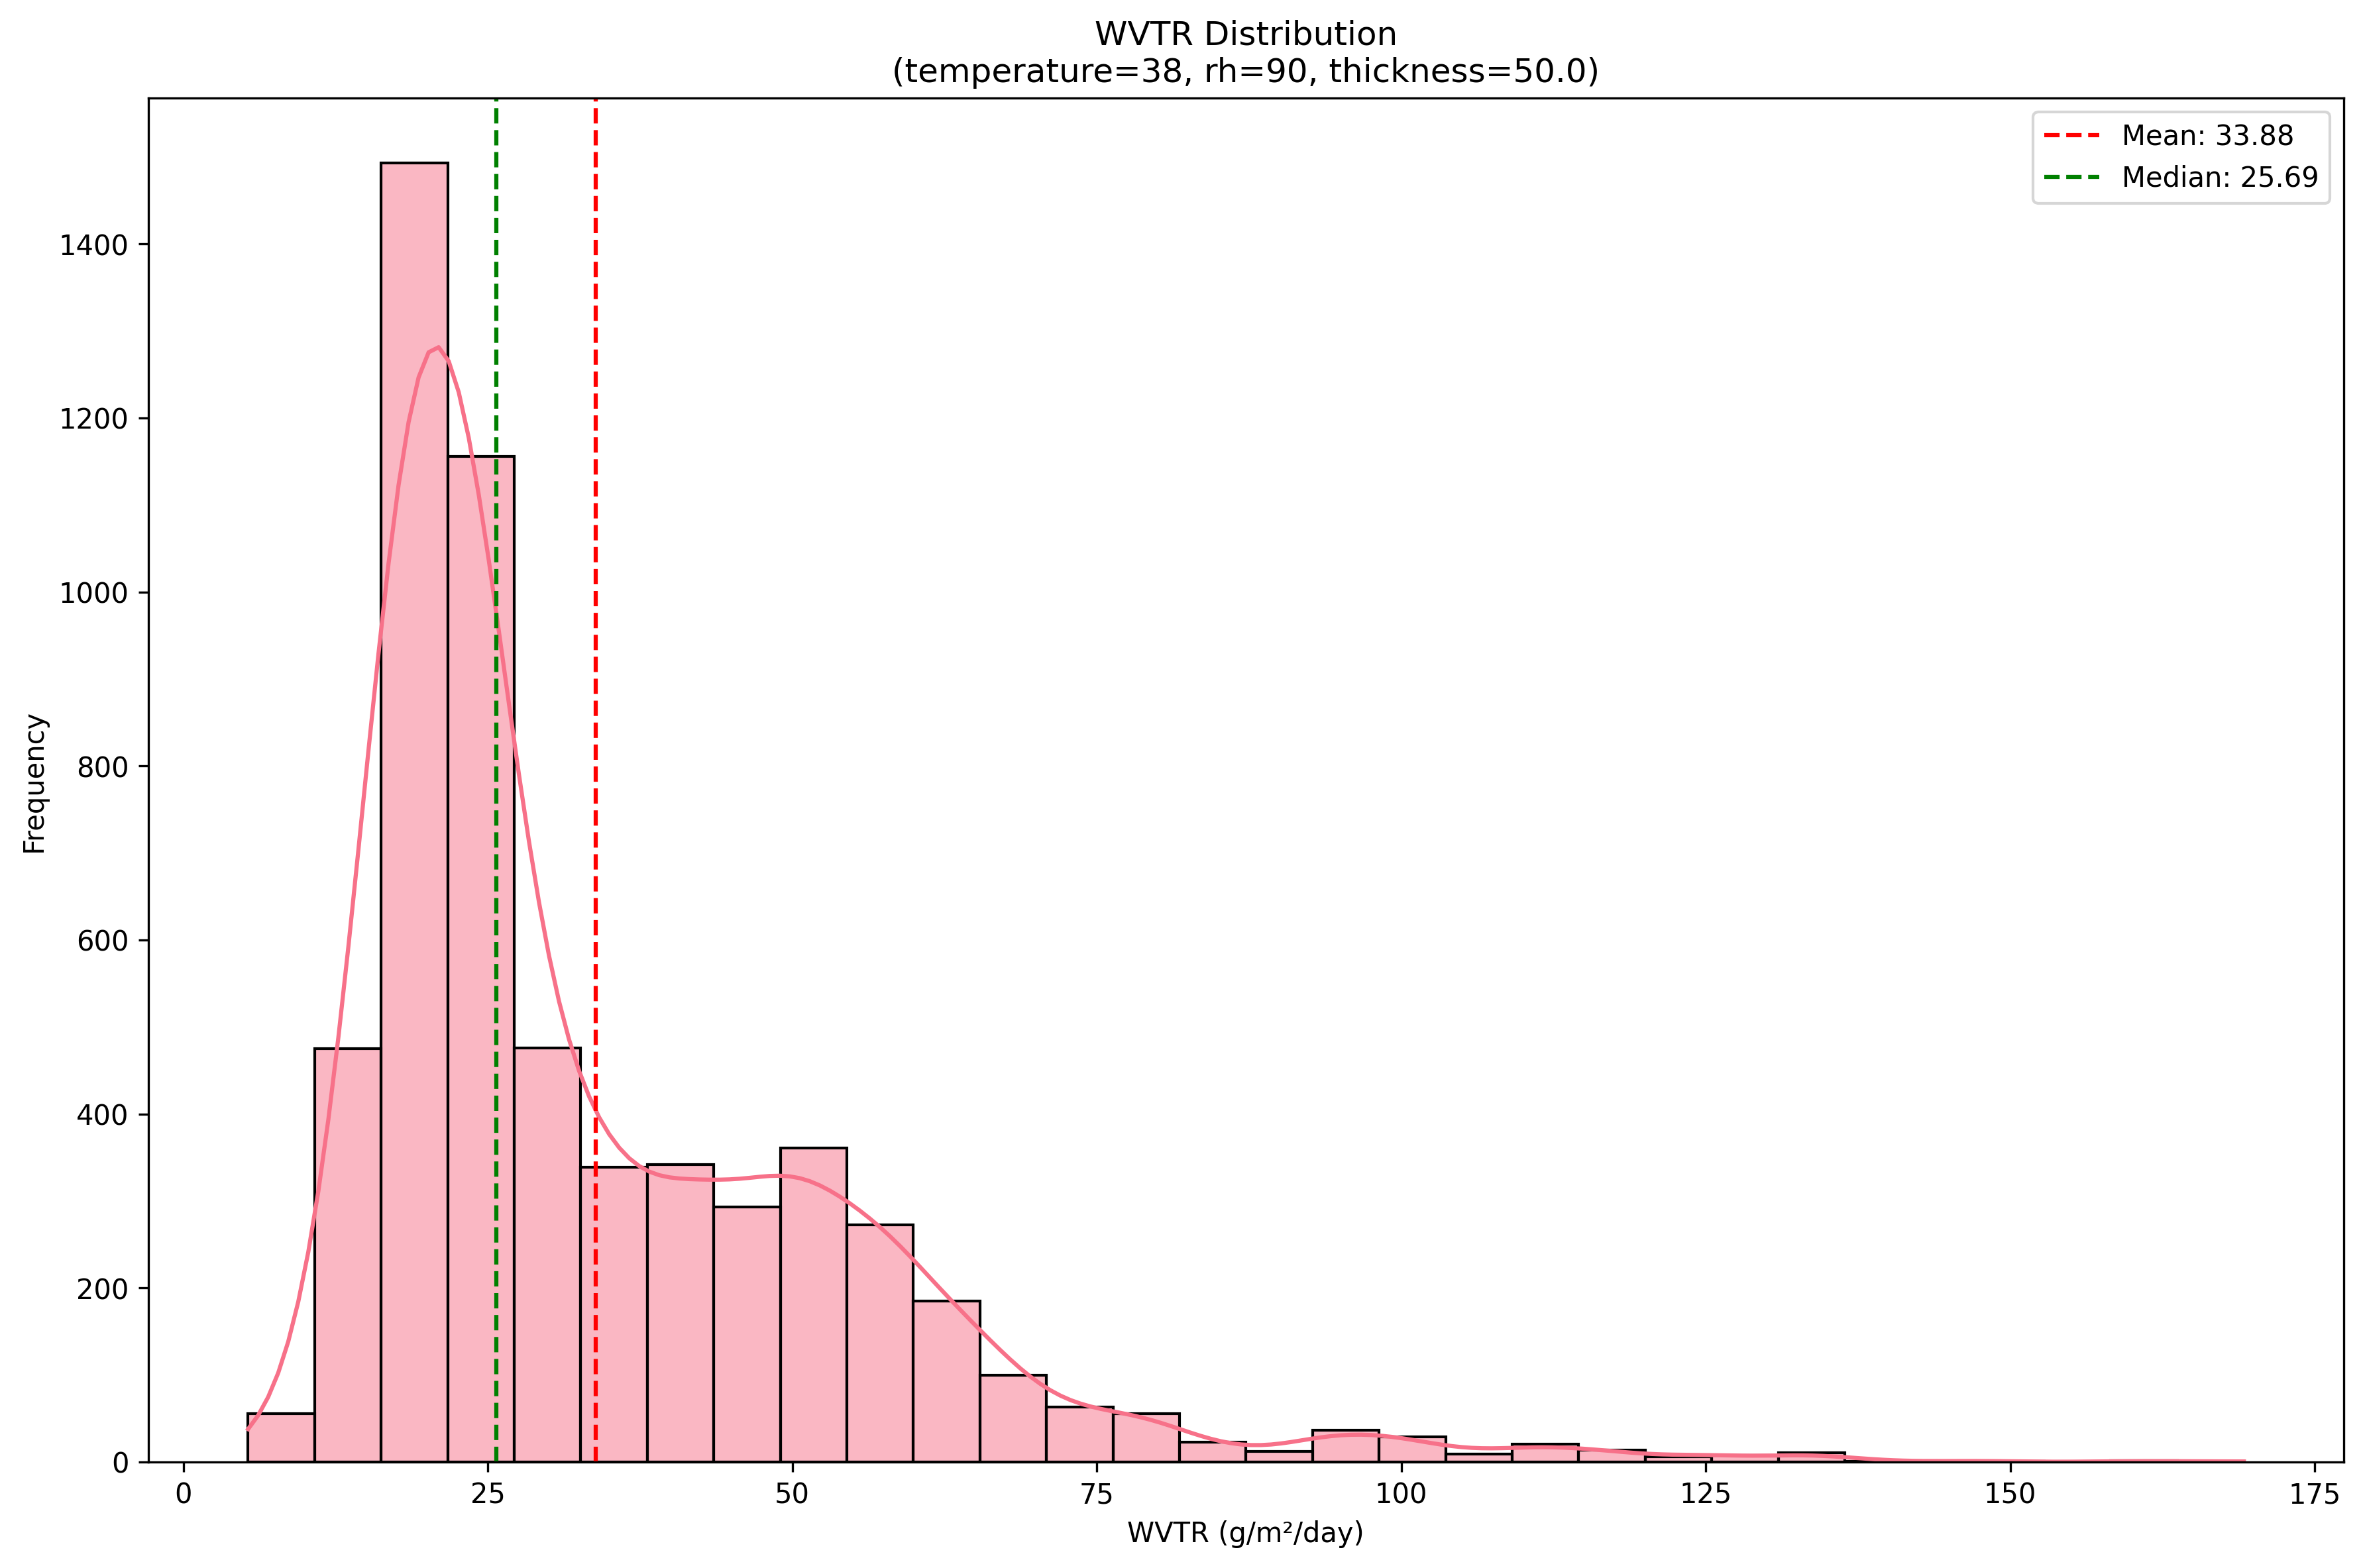 WVTR Distribution
(temperature=38, rh=90, thickness=50.0)
Mean: 33.88
Median: 25.69
1400
1200
1000
800
600
400
200
0
Frequency
0 25 50 75 100 125 150 175
WVTR (g/m²/day)